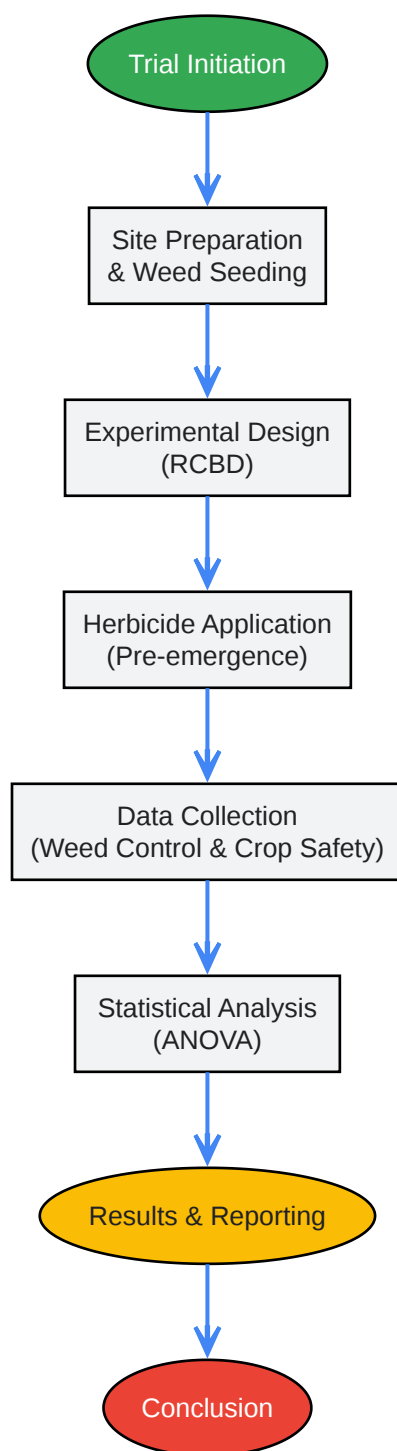 Trial Initiation
Site Preparation
& Weed Seeding
Experimental Design
(RCBD)
Herbicide Application
(Pre-emergence)
Data Collection
(Weed Control & Crop Safety)
Statistical Analysis
(ANOVA)
Results & Reporting
Conclusion